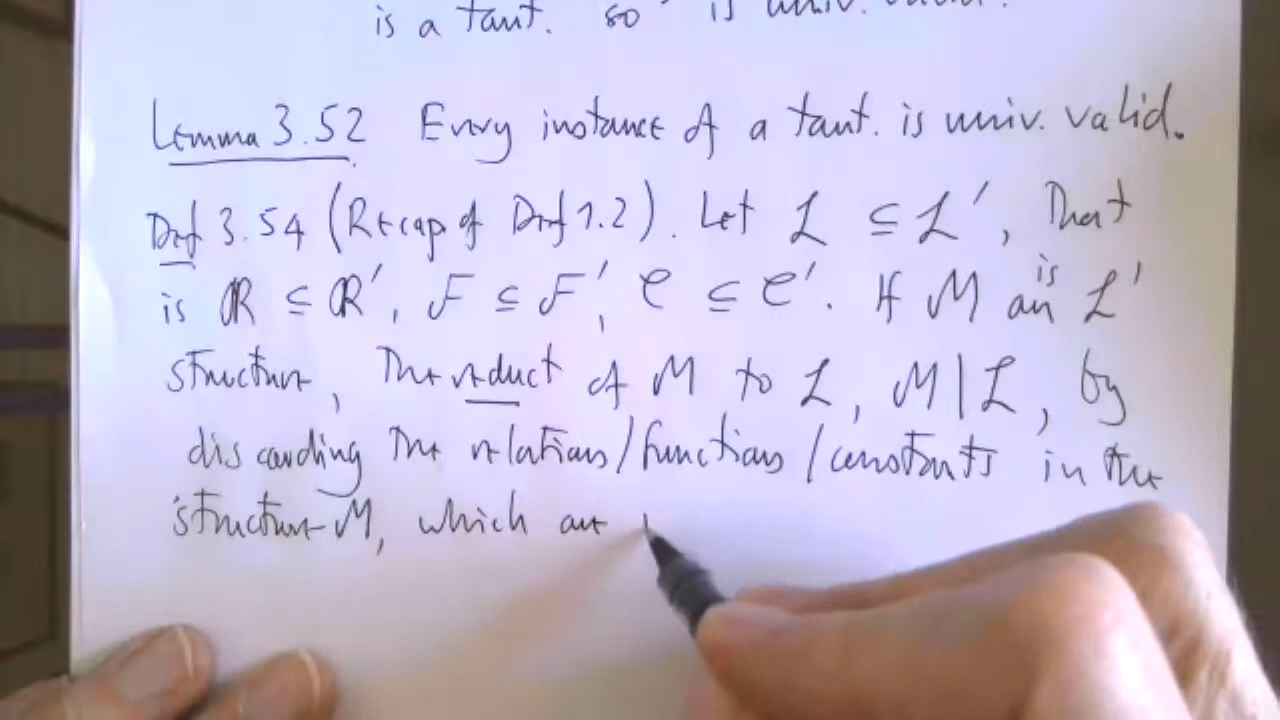 is a taut. so is univ. valid.
Lemma 3.52 Every instance of a taut. is univ. valid.
Def 3.54 (Recap of Def 1.2). Let ℒ ⊆ ℒ', that
is ℛ ⊆ ℛ', ℱ ⊆ ℱ', 𝒞 ⊆ 𝒞'. If ℳ is an ℒ'
structure, the reduct of ℳ to ℒ, ℳ|ℒ, by
discarding the relations/functions/constants in the
structure ℳ, which are